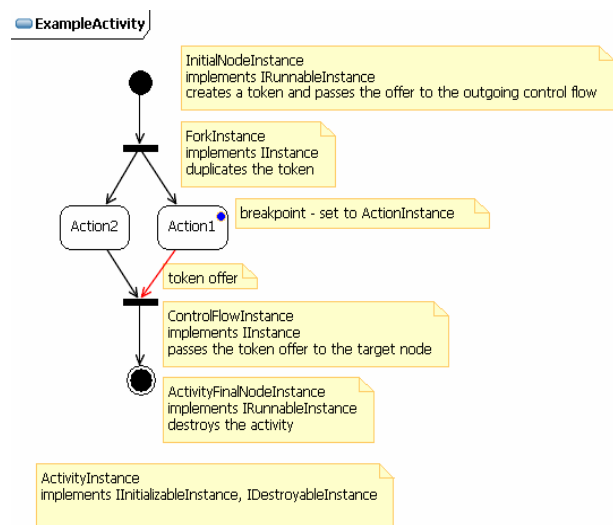 ExampleActivity
InitialNodeInstance
implements IRunnableInstance
creates a token and passes the offer to the outgoing control flow
ForkInstance
implements IInstance
duplicates the token
Action2
Action1
breakpoint - set to ActionInstance
token offer
ControlFlowInstance
implements IInstance
passes the token offer to the target node
ActivityFinalNodeInstance
implements IRunnableInstance
destroys the activity
ActivityInstance
implements IInitializableInstance, IDestroyableInstance